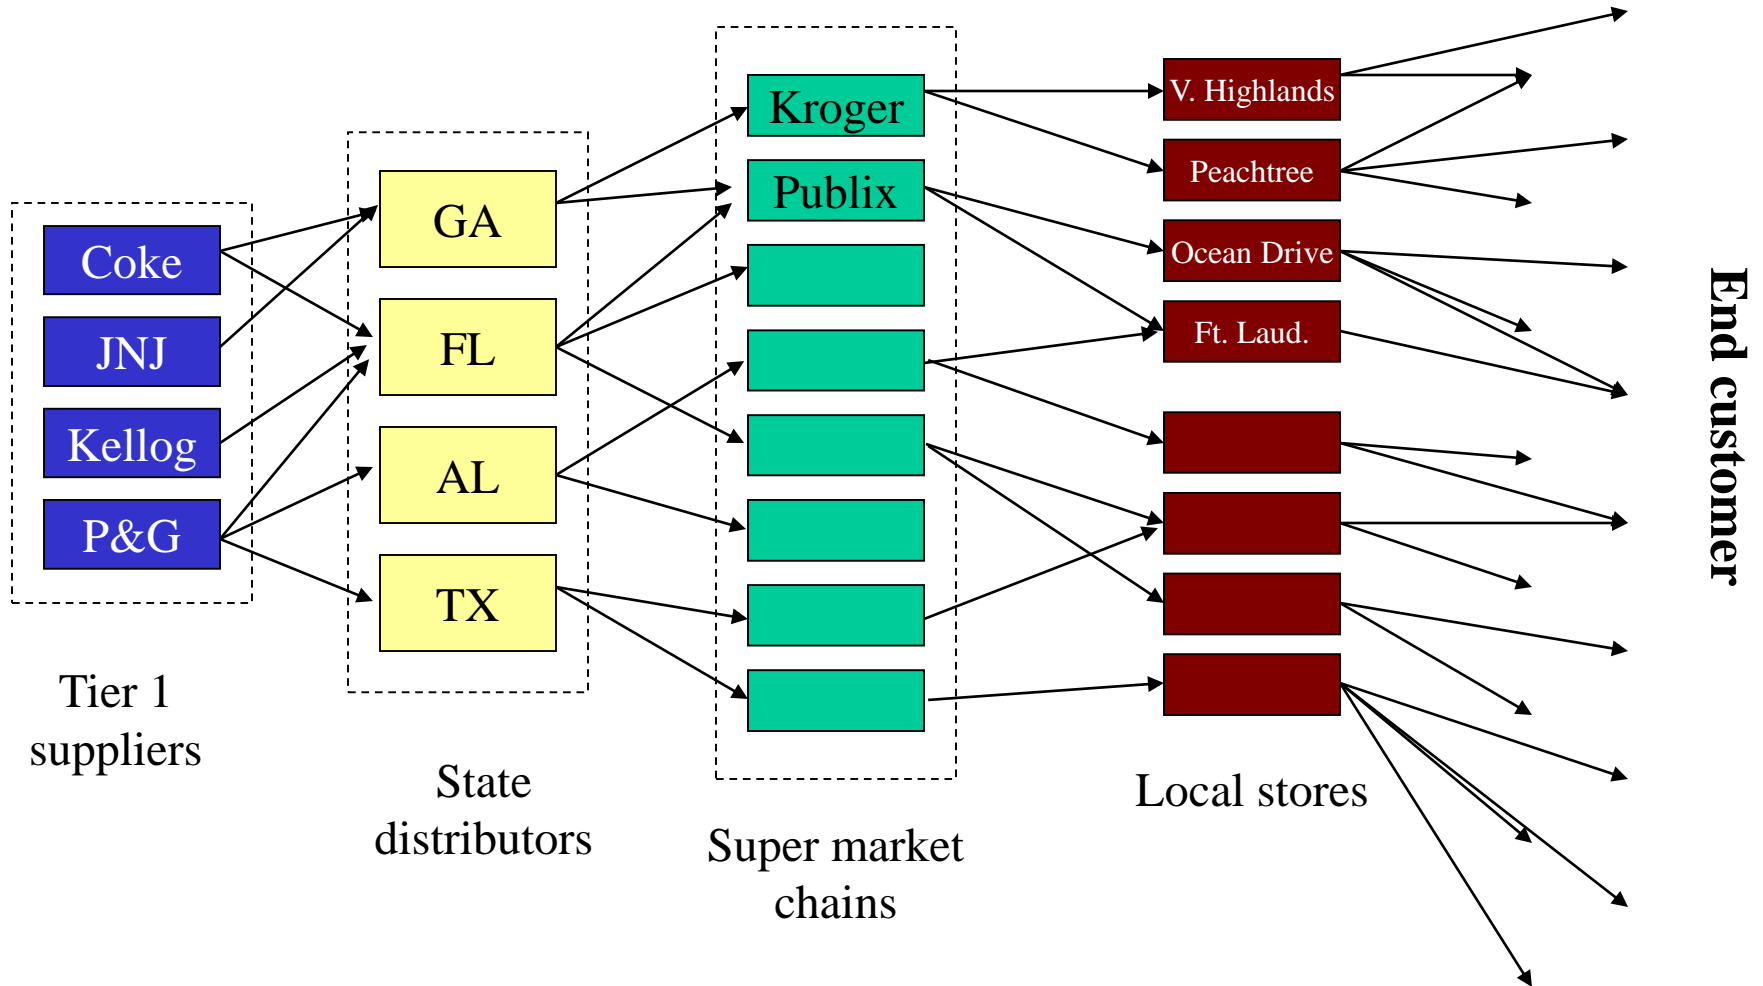 Coke
JNJ
Kellog
P&G
Tier 1
suppliers
GA
FL
AL
TX
State
distributors
Kroger
Publix
Super market
chains
V. Highlands
Peachtree
Ocean Drive
Ft. Laud.
Local stores
End customer